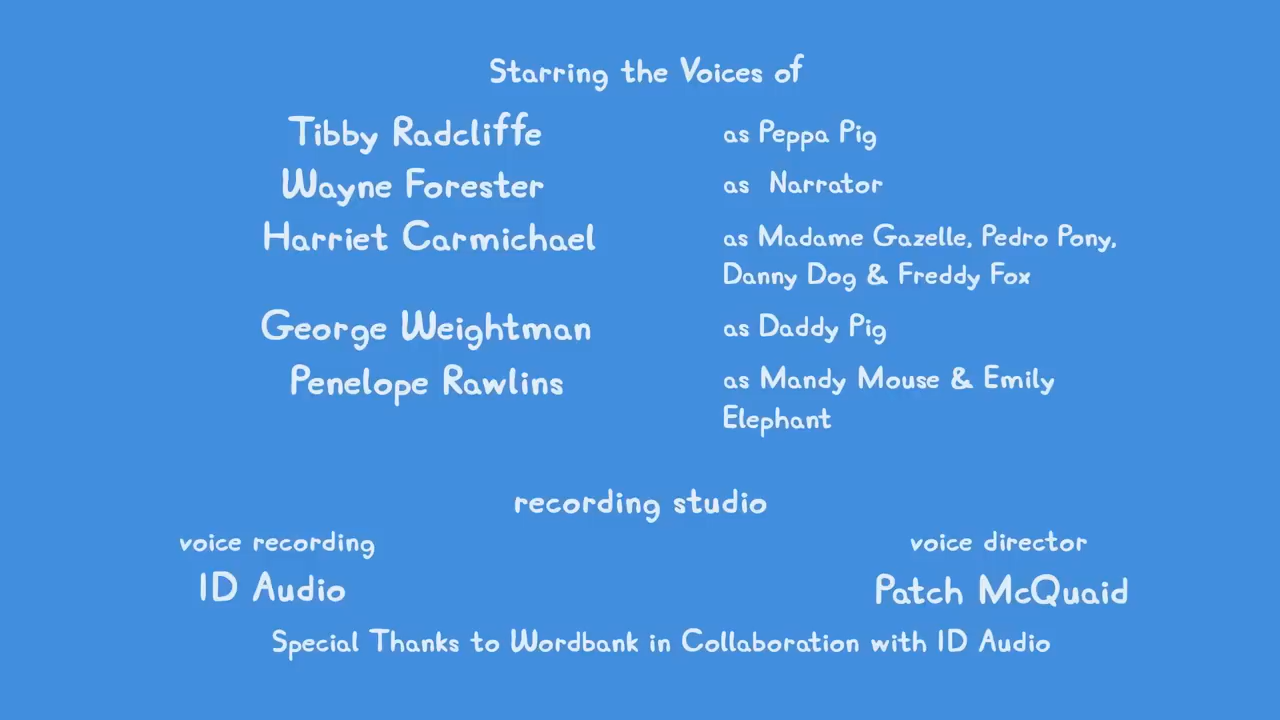 Starring the Voices of
Tibby Radcliffe as Peppa Pig
Wayne Forester as Narrator
Harriet Carmichael as Madame Gazelle, Pedro Pony,
Danny Dog & Freddy Fox
George Weightman as Daddy Pig
Penelope Rawlins as Mandy Mouse & Emily
Elephant
recording studio
voice recording voice director
ID Audio Patch McQuaid
Special Thanks to Wordbank in Collaboration with ID Audio